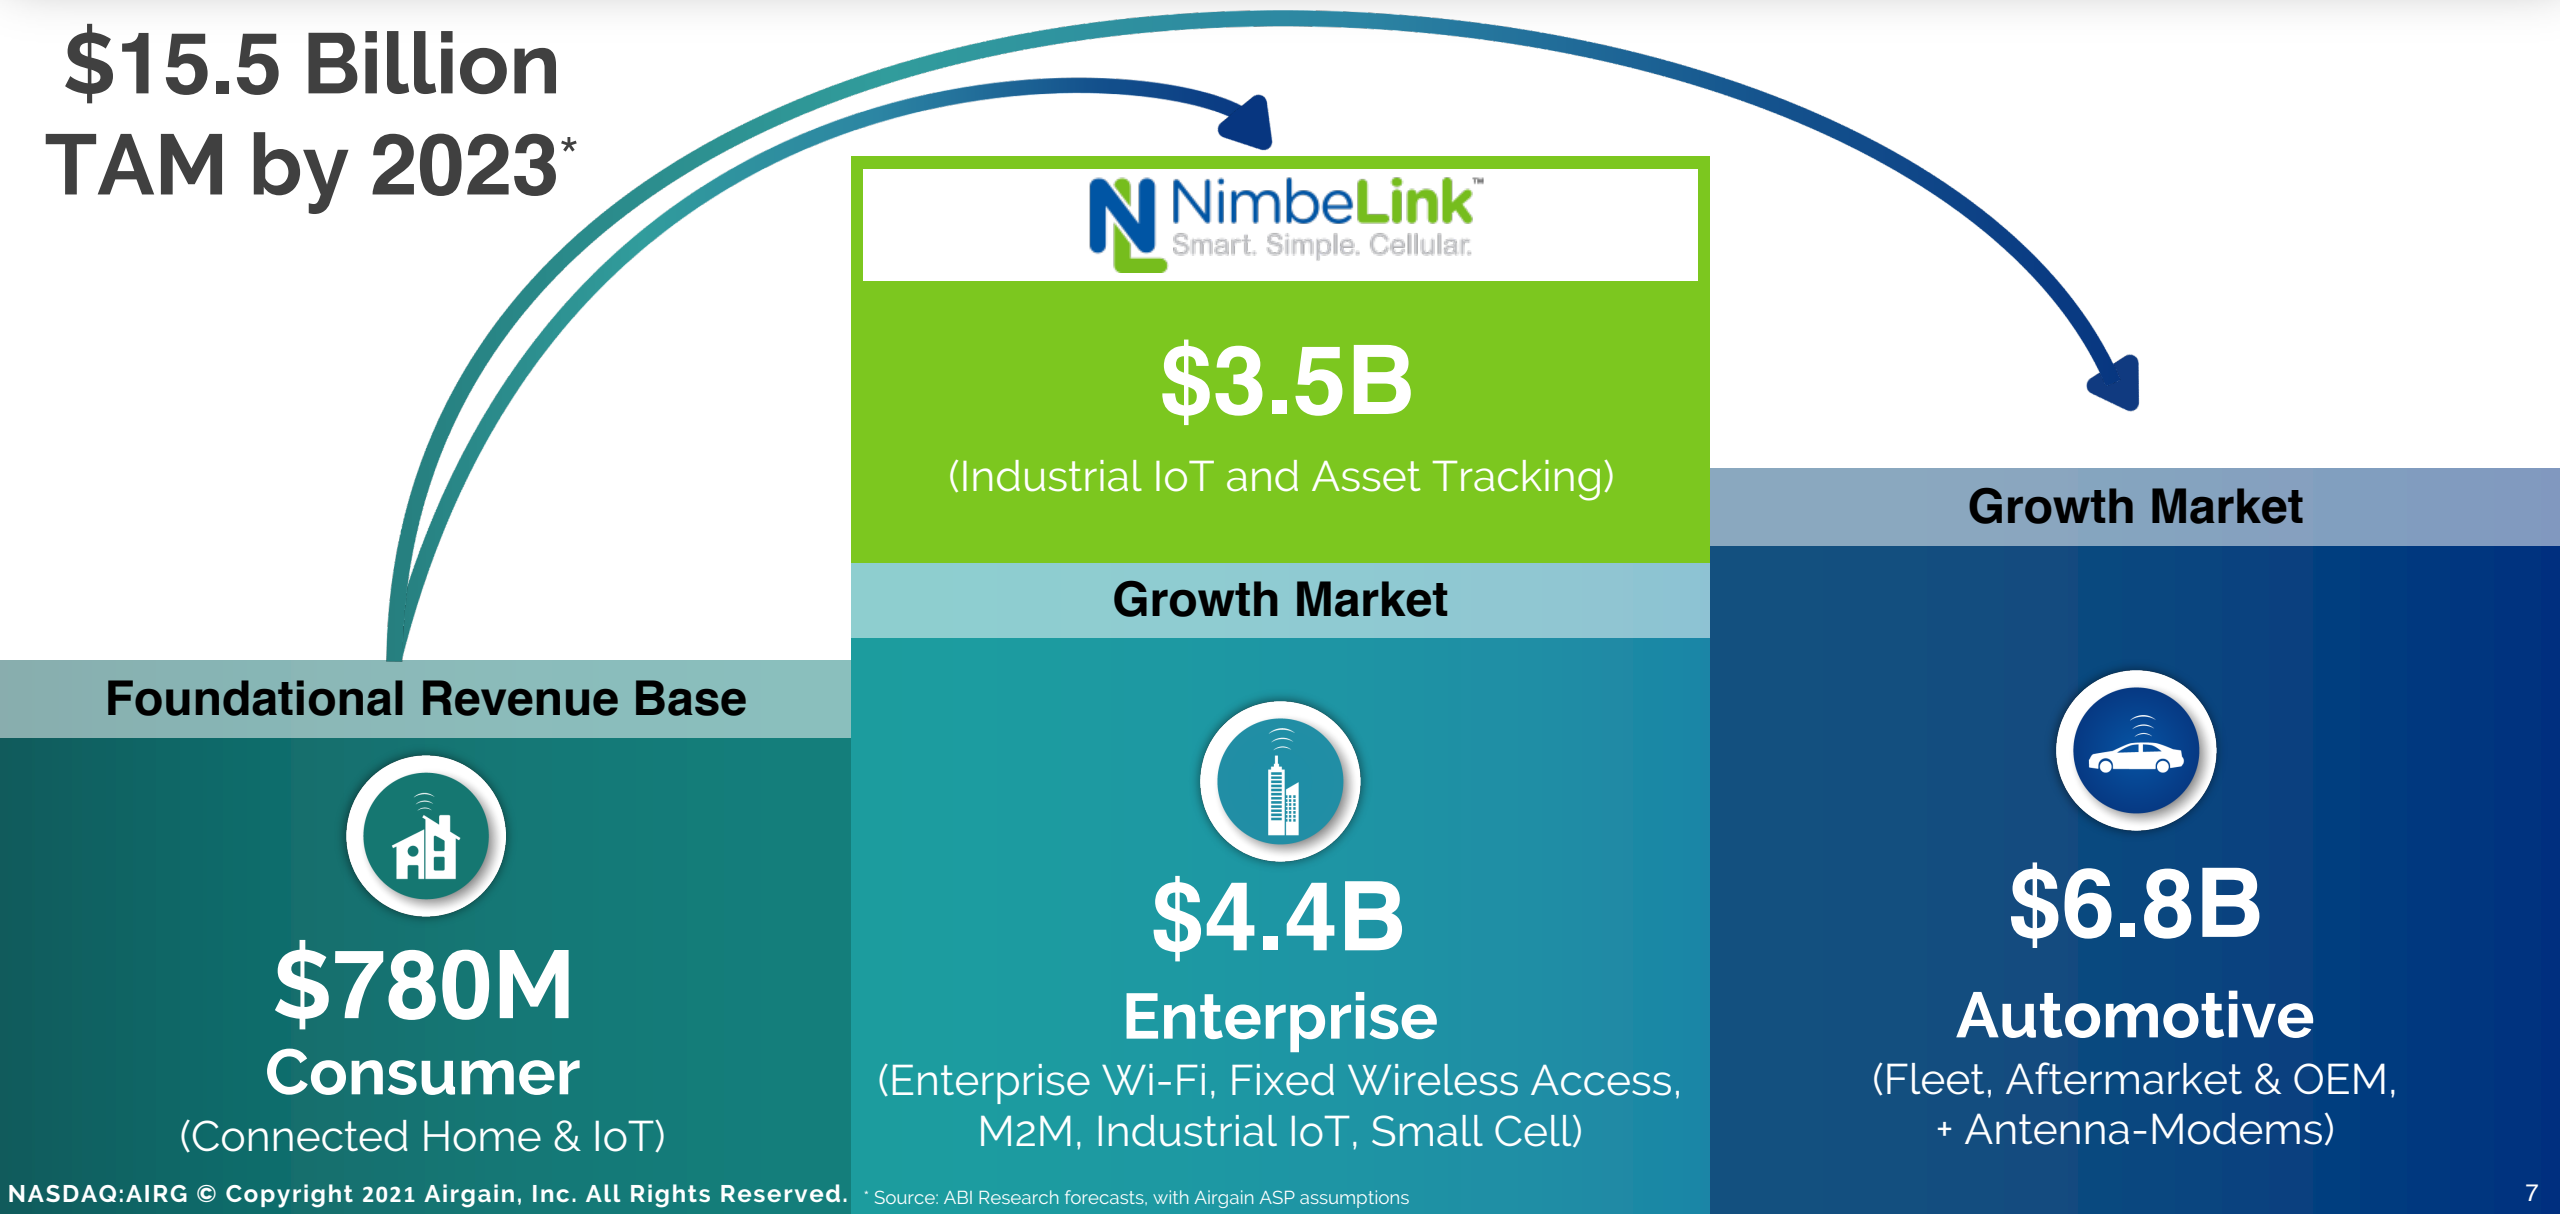 $15.5 Billion
TAM by 2023*
NimbeLink™
Smart. Simple. Cellular.
$3.5B
(Industrial IoT and Asset Tracking)
Growth Market
Growth Market
Foundational Revenue Base
$780M
Consumer
(Connected Home & IoT)
$4.4B
Enterprise
(Enterprise Wi-Fi, Fixed Wireless Access,
M2M, Industrial IoT, Small Cell)
$6.8B
Automotive
(Fleet, Aftermarket & OEM,
+ Antenna-Modems)
NASDAQ:AIRG © Copyright 2021 Airgain, Inc. All Rights Reserved.
* Source: ABI Research forecasts, with Airgain ASP assumptions
7